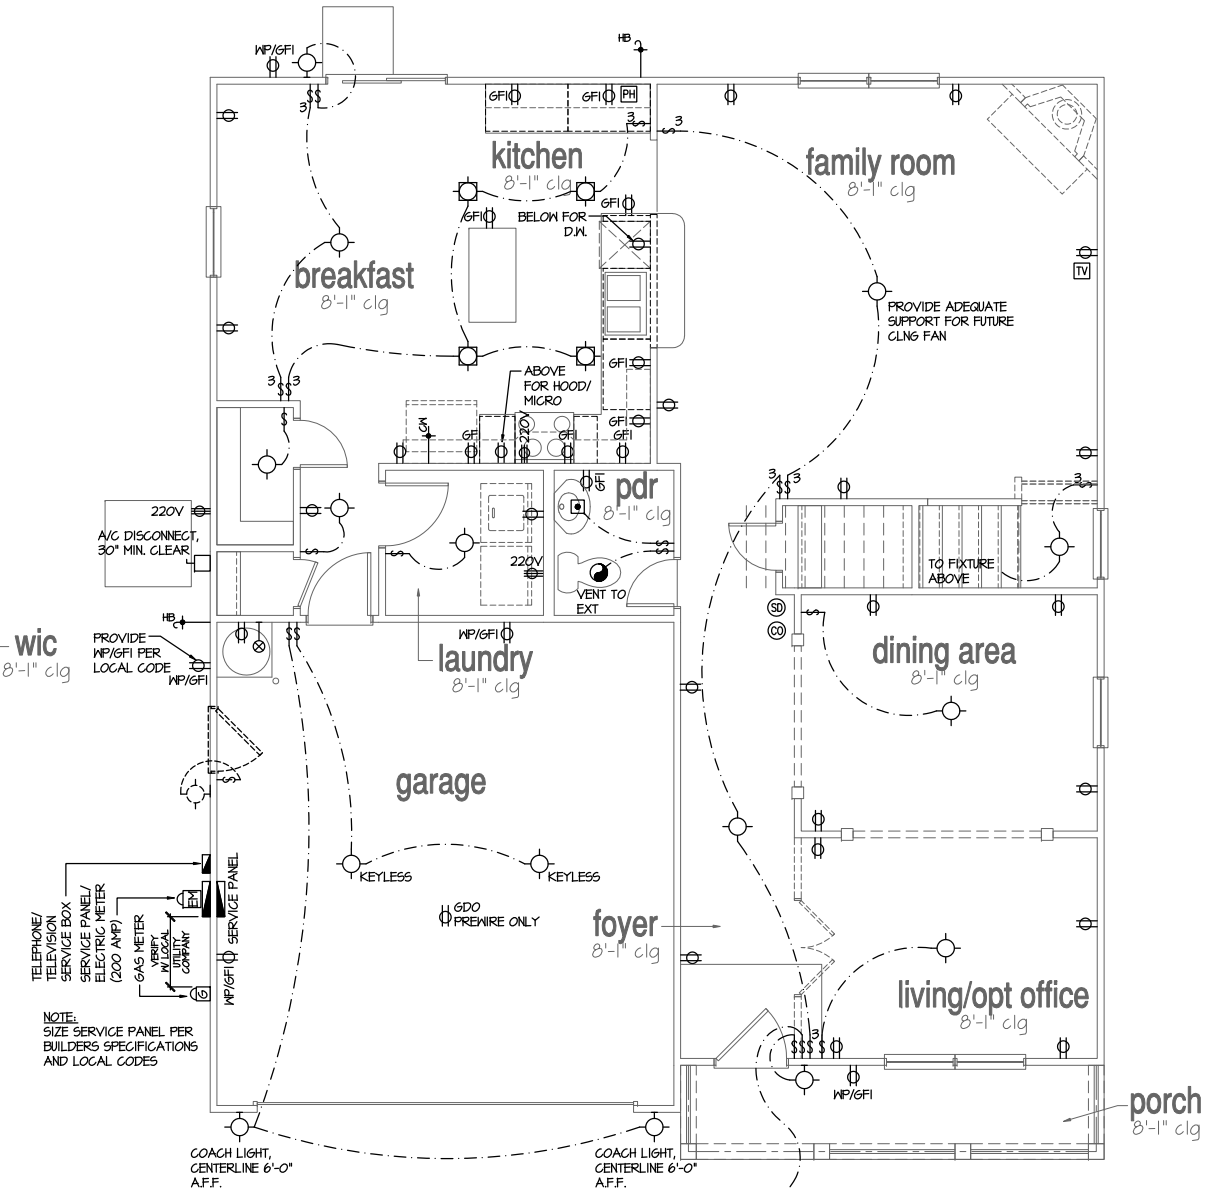 HB
WP/GFI
GFI
GFI
PH
3
3
3
kitchen
8'-1" clg
family room
8'-1" clg
GFI
GFI
BELOW FOR
D.W.
breakfast
8'-1" clg
TV
PROVIDE ADEQUATE
SUPPORT FOR FUTURE
CLNG FAN
GFI
3
3
ABOVE
FOR HOOD/
MICRO
CW
220V
GFI
GFI
GFI
GFI
3
3
3
GFI
pdr
8'-1" clg
220V
A/C DISCONNECT,
30" MIN. CLEAR
220V
TO FIXTURE
ABOVE
VENT TO
EXT
SD
CO
HB
wic
8'-1" clg
PROVIDE
WP/GFI PER
LOCAL CODE
WP/GFI
WP/GFI
laundry
8'-1" clg
dining area
8'-1" clg
garage
KEYLESS
KEYLESS
GDO
PREWIRE ONLY
foyer
8'-1" clg
TELEPHONE/
TELEVISION
SERVICE BOX
SERVICE PANEL/
ELECTRIC METER
(200 AMP)
GAS METER
VERIFY
W/ LOCAL
UTILITY
COMPANY
EM
G
SERVICE PANEL
WP/GFI
living/opt office
8'-1" clg
NOTE:
SIZE SERVICE PANEL PER
BUILDERS SPECIFICATIONS
AND LOCAL CODES
3
WP/GFI
porch
8'-1" clg
COACH LIGHT,
CENTERLINE 6'-0"
A.F.F.
COACH LIGHT,
CENTERLINE 6'-0"
A.F.F.